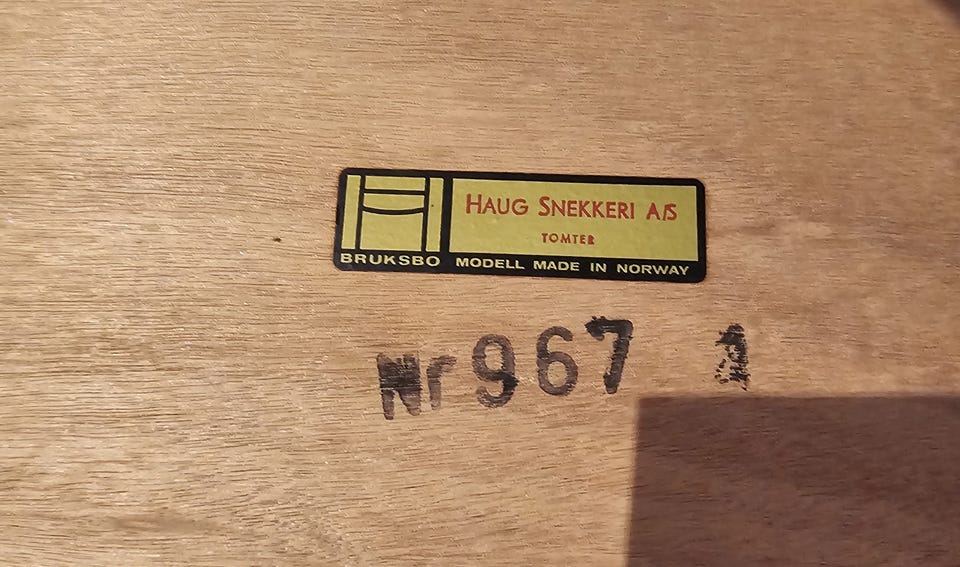 HAUG SNEKKERI A/S
TOMTER
BRUKSBO MODELL MADE IN NORWAY
Nr 967